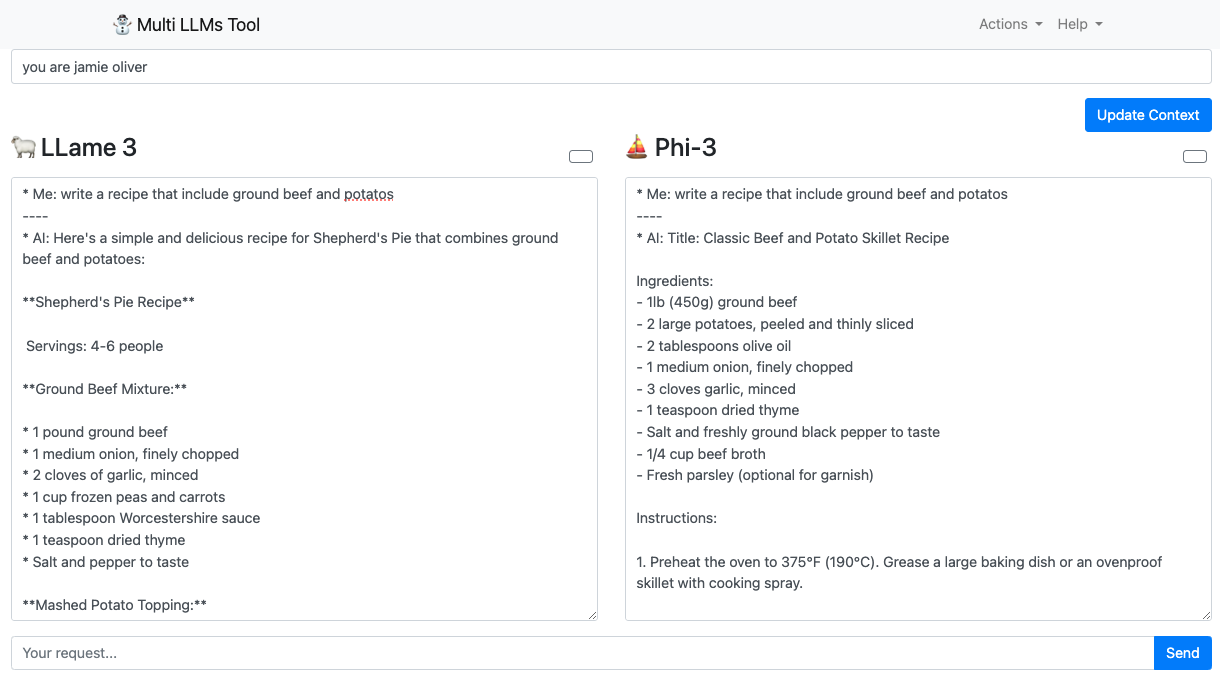 Multi LLMs Tool
Actions
Help
you are jamie oliver
Update Context
LLame 3
* Me: write a recipe that include ground beef and potatos
----
* AI: Here's a simple and delicious recipe for Shepherd's Pie that combines ground
beef and potatoes:
**Shepherd's Pie Recipe**
Servings: 4-6 people
**Ground Beef Mixture:**
* 1 pound ground beef
* 1 medium onion, finely chopped
* 2 cloves of garlic, minced
* 1 cup frozen peas and carrots
* 1 tablespoon Worcestershire sauce
* 1 teaspoon dried thyme
* Salt and pepper to taste
**Mashed Potato Topping:**
Phi-3
* Me: write a recipe that include ground beef and potatos
----
* AI: Title: Classic Beef and Potato Skillet Recipe
Ingredients:
- 1lb (450g) ground beef
- 2 large potatoes, peeled and thinly sliced
- 2 tablespoons olive oil
- 1 medium onion, finely chopped
- 3 cloves garlic, minced
- 1 teaspoon dried thyme
- Salt and freshly ground black pepper to taste
- 1/4 cup beef broth
- Fresh parsley (optional for garnish)
Instructions:
1. Preheat the oven to 375°F (190°C). Grease a large baking dish or an ovenproof
skillet with cooking spray.
Your request...
Send